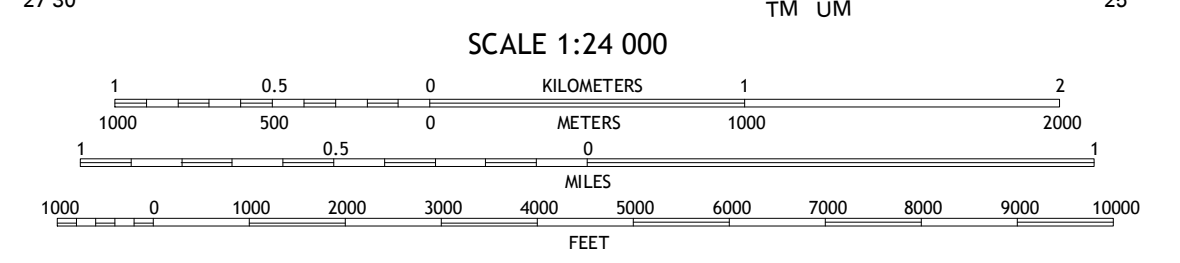 27'30" TM UM 25'
SCALE 1:24 000
1 0.5 0 KILOMETERS 1 2
1000 500 0 METERS 1000 2000
1 0.5 0 1
MILES
1000 0 1000 2000 3000 4000 5000 6000 7000 8000 9000 10000
FEET